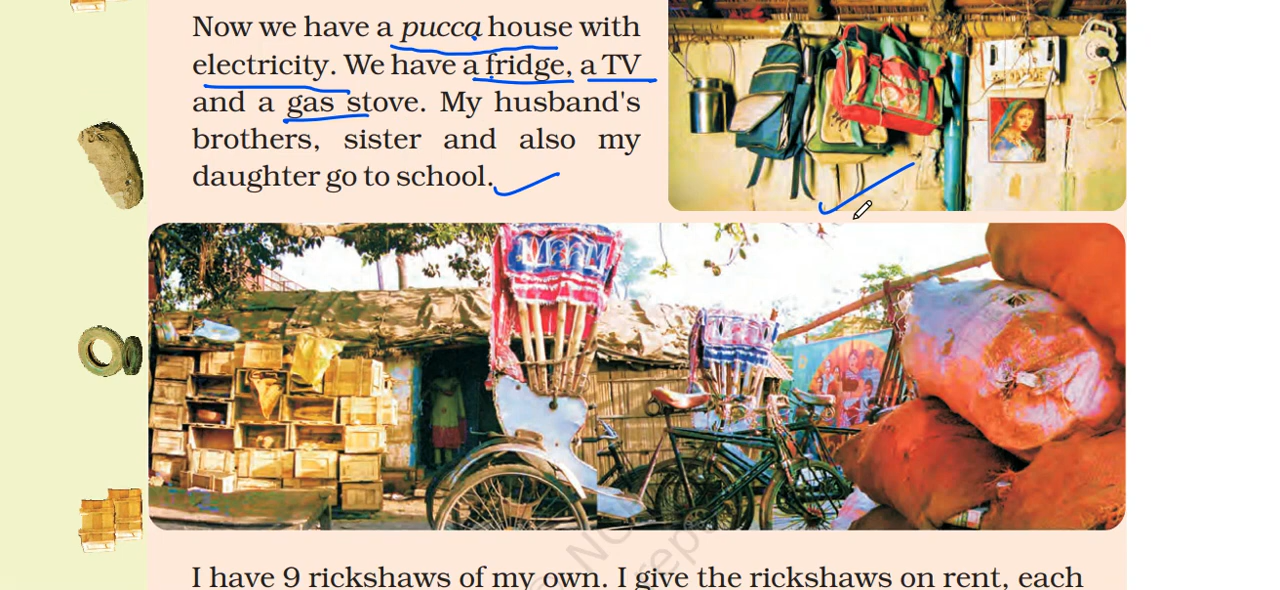 Now we have a pucca house with
electricity. We have a fridge, a TV
and a gas stove. My husband's
brothers, sister and also my
daughter go to school.
I have 9 rickshaws of my own. I give the rickshaws on rent, each